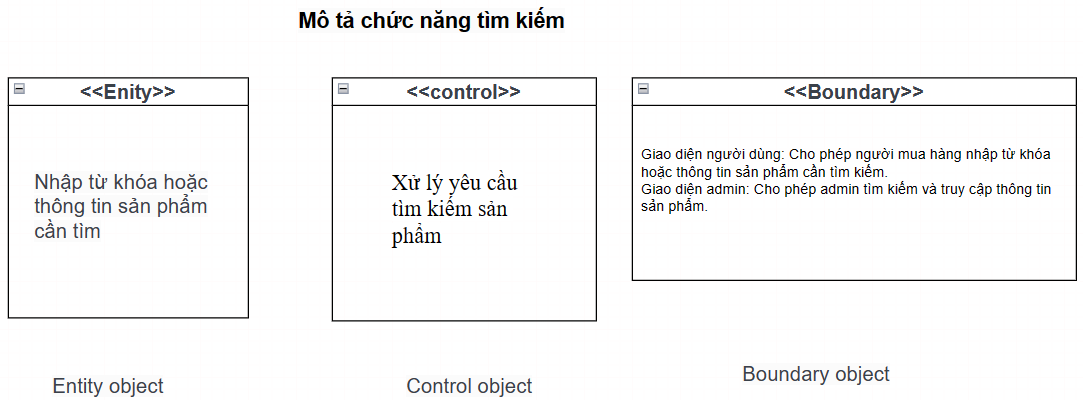 Mô tả chức năng tìm kiếm
<<Enity>>
Nhập từ khóa hoặc
thông tin sản phẩm
cần tìm
Entity object
<<control>>
Xử lý yêu cầu
tìm kiếm sản
phẩm
Control object
<<Boundary>>
Giao diện người dùng: Cho phép người mua hàng nhập từ khóa
hoặc thông tin sản phẩm cần tìm kiếm.
Giao diện admin: Cho phép admin tìm kiếm và truy cập thông tin
sản phẩm.
Boundary object